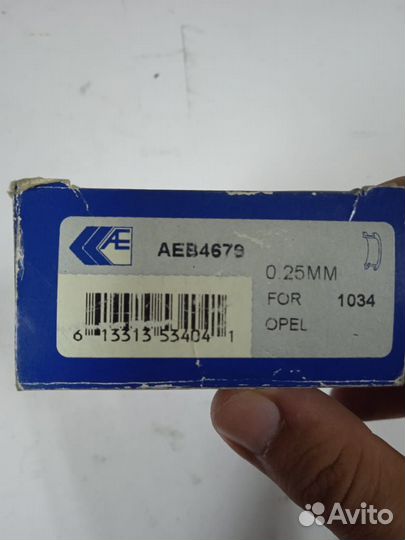 AE
AEB4679
0.25MM
FOR 1034
OPEL
6 13313 53404 1
Avito